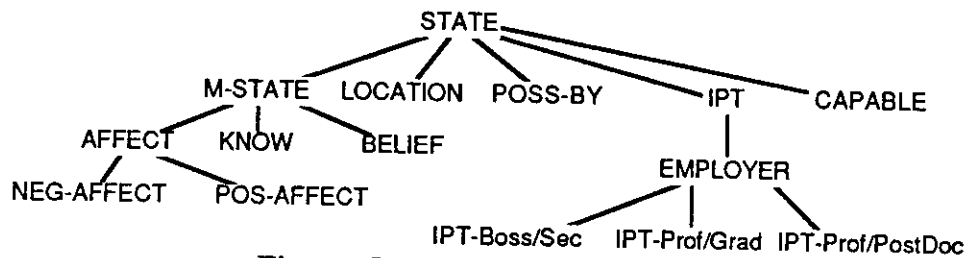 STATE
M-STATE LOCATION POSS-BY IPT CAPABLE
AFFECT KNOW BELIEF EMPLOYER
NEG-AFFECT POS-AFFECT
IPT-Boss/Sec IPT-Prof/Grad IPT-Prof/PostDoc